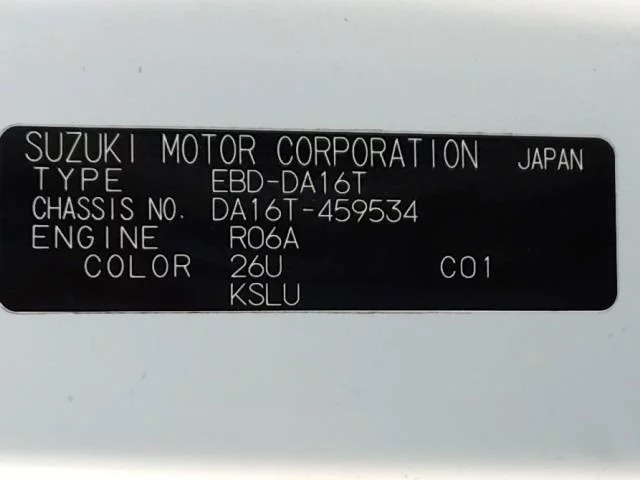 SUZUKI MOTOR CORPORATION JAPAN
TYPE EBD-DA16T
CHASSIS NO. DA16T-459534
ENGINE R06A
COLOR 26U C01
KSLU